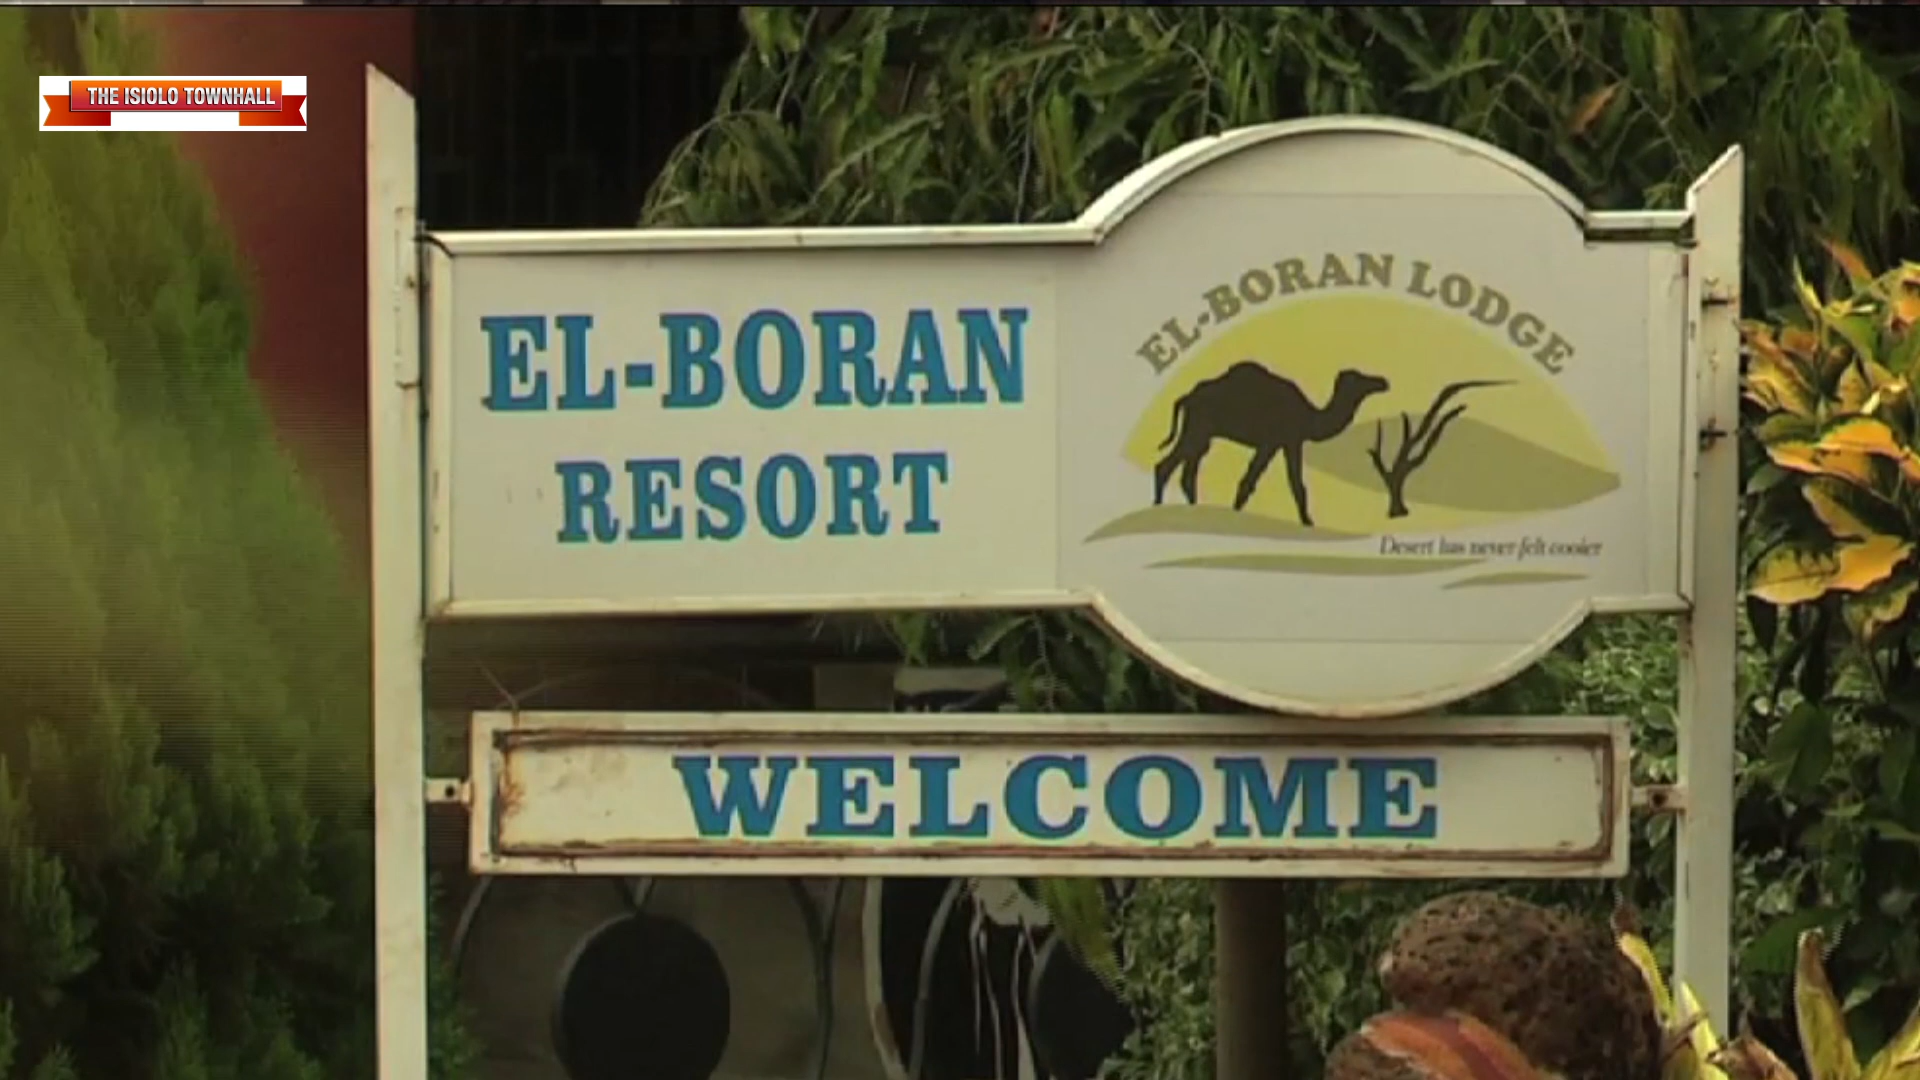 THE ISIOLO TOWNHALL
EL-BORAN
RESORT
EL-BORAN LODGE
Desert has never felt cooler
WELCOME